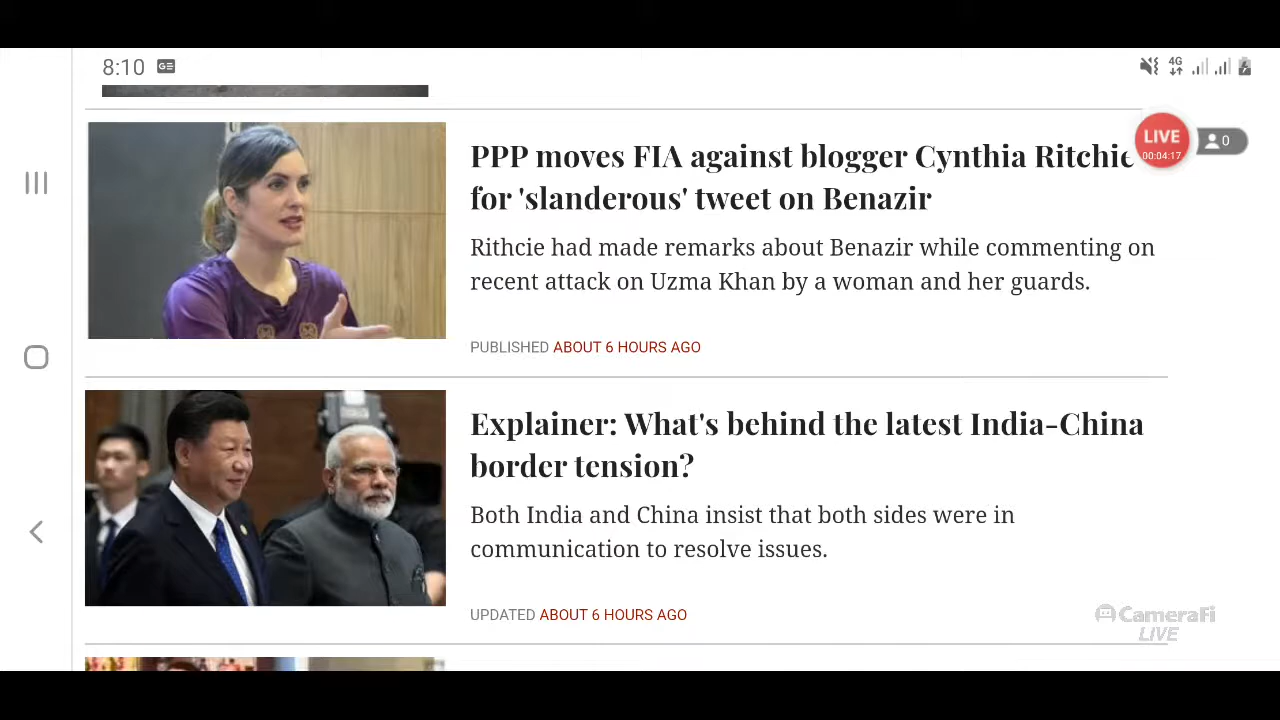 8:10
4G
LIVE
00:04:17
0
PPP moves FIA against blogger Cynthia Ritchie
for 'slanderous' tweet on Benazir
Rithcie had made remarks about Benazir while commenting on
recent attack on Uzma Khan by a woman and her guards.
PUBLISHED ABOUT 6 HOURS AGO
Explainer: What's behind the latest India-China
border tension?
Both India and China insist that both sides were in
communication to resolve issues.
UPDATED ABOUT 6 HOURS AGO
CameraFi
LIVE